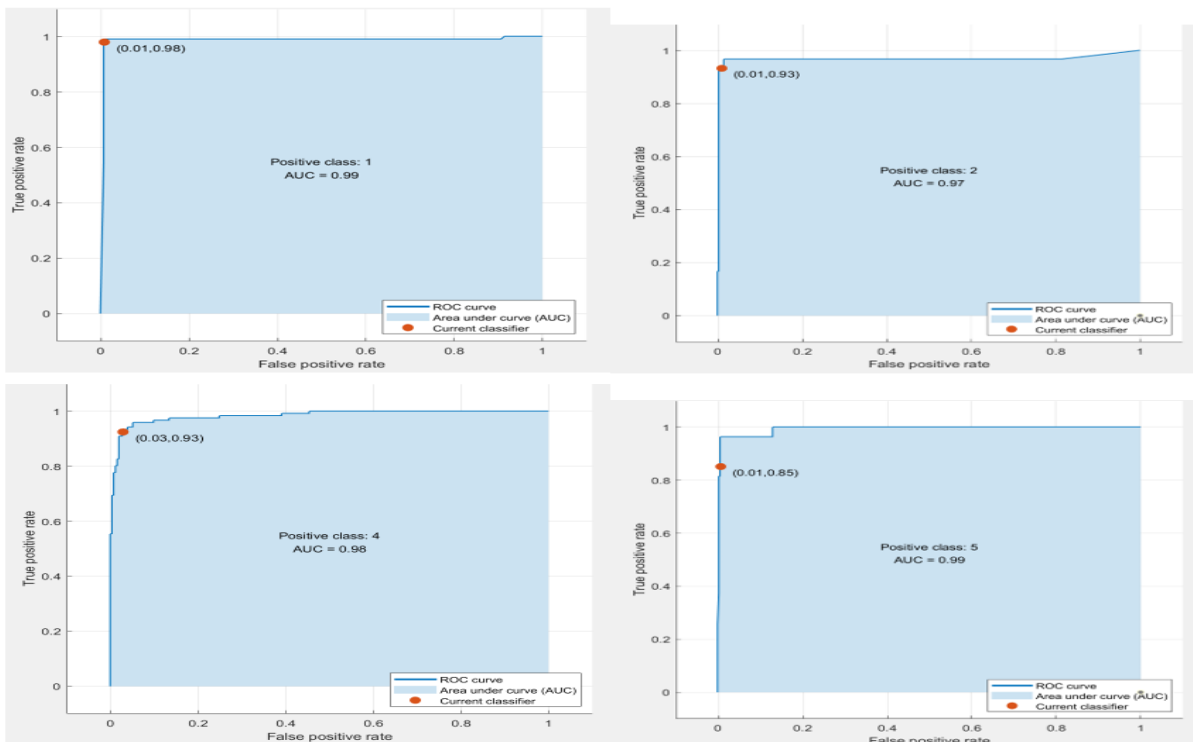 1
0.8
0.6
0.4
0.2
0
True positive rate
(0.01,0.98)
Positive class: 1
AUC = 0.99
ROC curve
Area under curve (AUC)
Current classifier
0 0.2 0.4 0.6 0.8 1
False positive rate
1
0.8
0.6
0.4
0.2
0
True positive rate
(0.01,0.93)
Positive class: 2
AUC = 0.97
ROC curve
Area under curve (AUC)
Current classifier
0 0.2 0.4 0.6 0.8 1
False positive rate
1
0.8
0.6
0.4
0.2
0
True positive rate
(0.03,0.93)
Positive class: 4
AUC = 0.98
ROC curve
Area under curve (AUC)
Current classifier
0 0.2 0.4 0.6 0.8 1
False positive rate
1
0.8
0.6
0.4
0.2
0
True positive rate
(0.01,0.85)
Positive class: 5
AUC = 0.99
ROC curve
Area under curve (AUC)
Current classifier
0 0.2 0.4 0.6 0.8 1
False positive rate